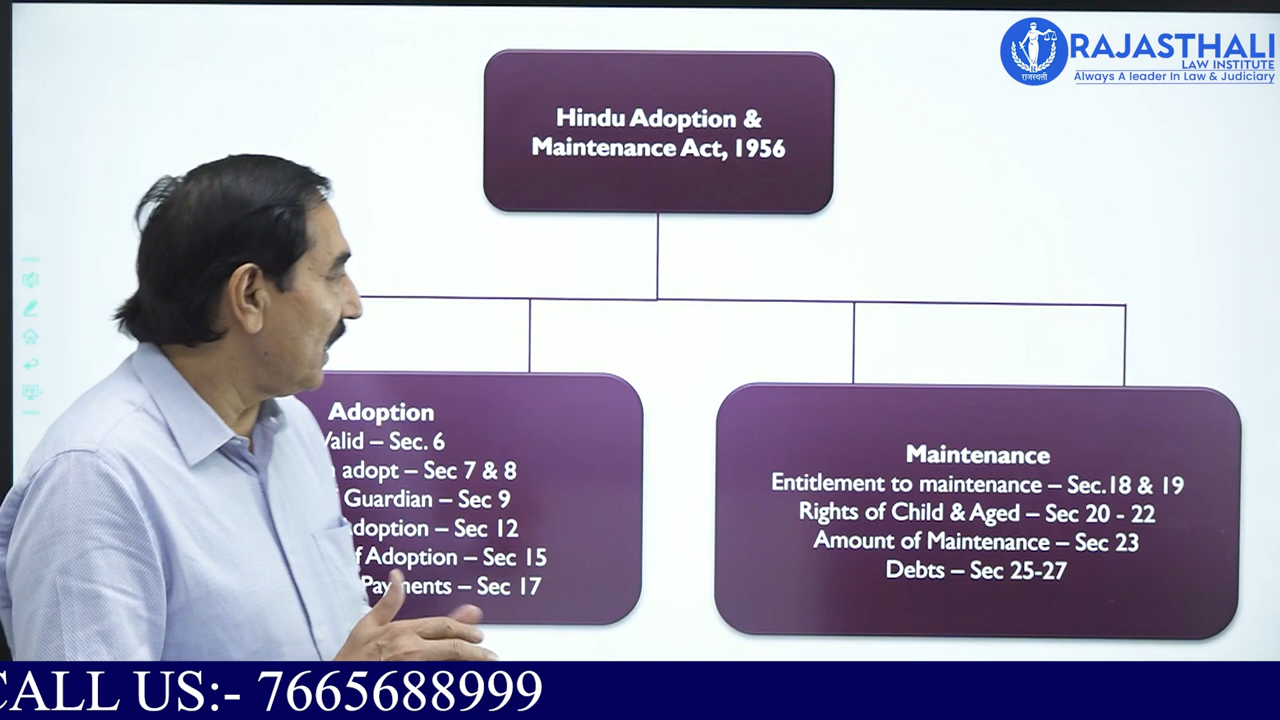 RAJASTHALI
LAW INSTITUTE
Always A leader In Law & Judiciary
राजस्थली
Hindu Adoption &
Maintenance Act, 1956
Adoption
Valid – Sec. 6
adopt – Sec 7 & 8
Guardian – Sec 9
Adoption – Sec 12
f Adoption – Sec 15
Payments – Sec 17
Maintenance
Entitlement to maintenance – Sec.18 & 19
Rights of Child & Aged – Sec 20 - 22
Amount of Maintenance – Sec 23
Debts – Sec 25-27
CALL US:- 7665688999